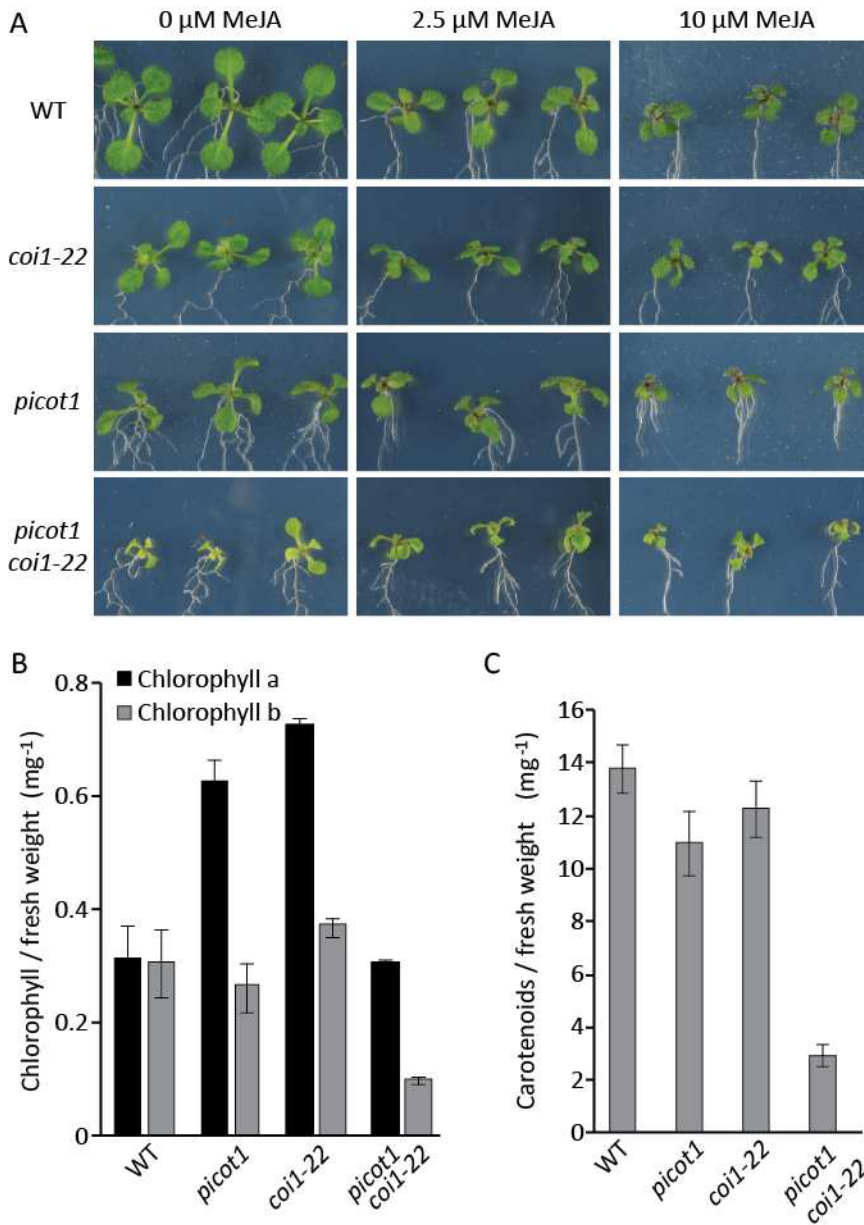 A
0 µM MeJA
2.5 µM MeJA
10 µM MeJA
WT
coi1-22
picot1
picot1
coi1-22
B
Chlorophyll a
Chlorophyll b
Chlorophyll / fresh weight (mg⁻¹)
0.8
0.6
0.4
0.2
0
WT
picot1
coi1-22
picot1
coi1-22
C
Carotenoids / fresh weight (mg⁻¹)
16
14
12
10
8
6
4
2
0
WT
picot1
coi1-22
picot1
coi1-22